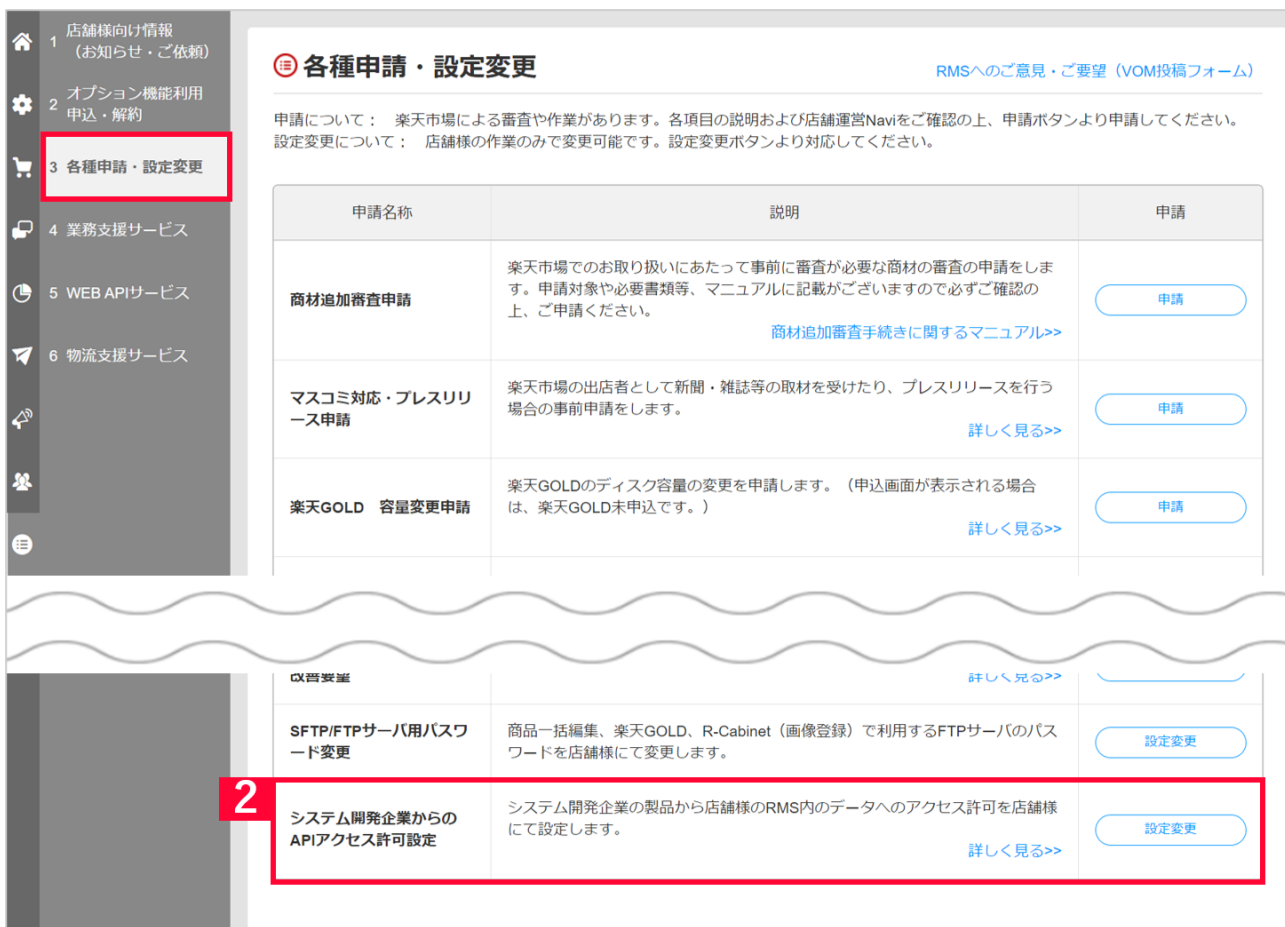 1 店舗様向け情報
（お知らせ・ご依頼）
2 オプション機能利用
申込・解約
3 各種申請・設定変更
4 業務支援サービス
5 WEB APIサービス
6 物流支援サービス
各種申請・設定変更
RMSへのご意見・ご要望（VOM投稿フォーム）
申請について： 楽天市場による審査や作業があります。各項目の説明および店舗運営Naviをご確認の上、申請ボタンより申請してください。
設定変更について： 店舗様の作業のみで変更可能です。設定変更ボタンより対応してください。
申請名称 説明 申請
商材追加審査申請
楽天市場でのお取り扱いにあたって事前に審査が必要な商材の審査の申請をしま
す。申請対象や必要書類等、マニュアルに記載がございますので必ずご確認の
上、ご申請ください。
商材追加審査手続きに関するマニュアル>>
申請
マスコミ対応・プレスリリ
ース申請
楽天市場の出店者として新聞・雑誌等の取材を受けたり、プレスリリースを行う
場合の事前申請をします。
詳しく見る>>
申請
楽天GOLD 容量変更申請
楽天GOLDのディスク容量の変更を申請します。（申込画面が表示される場合
は、楽天GOLD未申込です。）
詳しく見る>>
申請
改善要望
詳しく見る>>
SFTP/FTPサーバ用パスワ
ード変更
商品一括編集、楽天GOLD、R-Cabinet（画像登録）で利用するFTPサーバのパス
ワードを店舗様にて変更します。
設定変更
2
システム開発企業からの
APIアクセス許可設定
システム開発企業の製品から店舗様のRMS内のデータへのアクセス許可を店舗様
にて設定します。
詳しく見る>>
設定変更